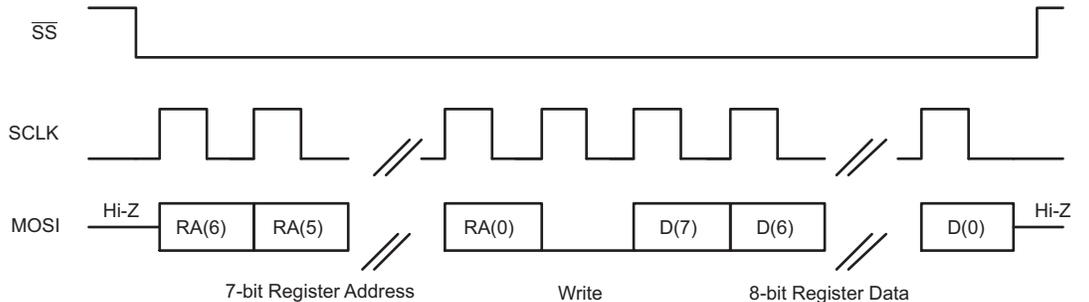 SS
SCLK
MOSI Hi-Z RA(6) RA(5) RA(0) D(7) D(6) D(0) Hi-Z
7-bit Register Address Write 8-bit Register Data